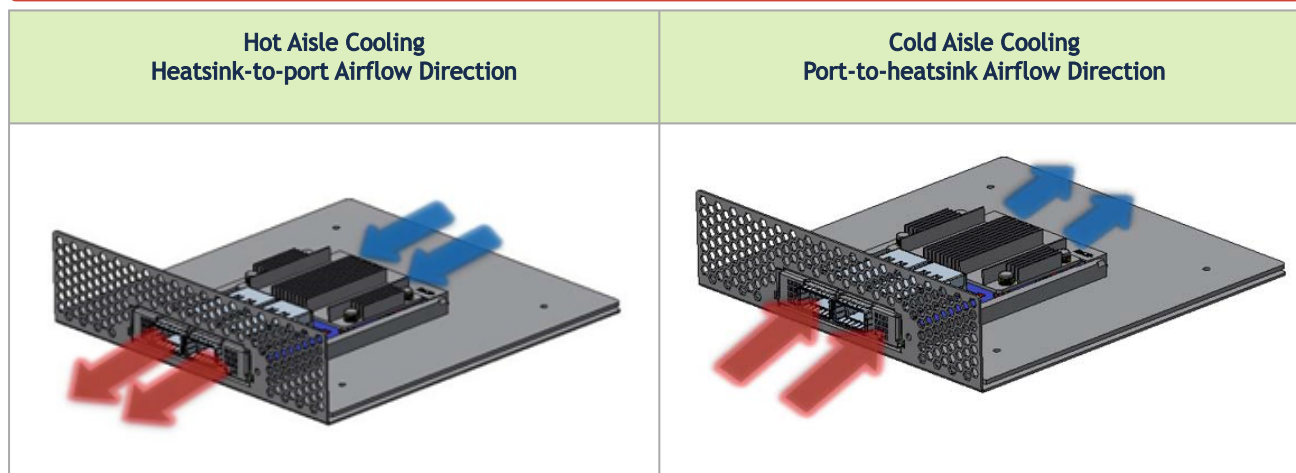 Hot Aisle Cooling
Heatsink-to-port Airflow Direction
Cold Aisle Cooling
Port-to-heatsink Airflow Direction